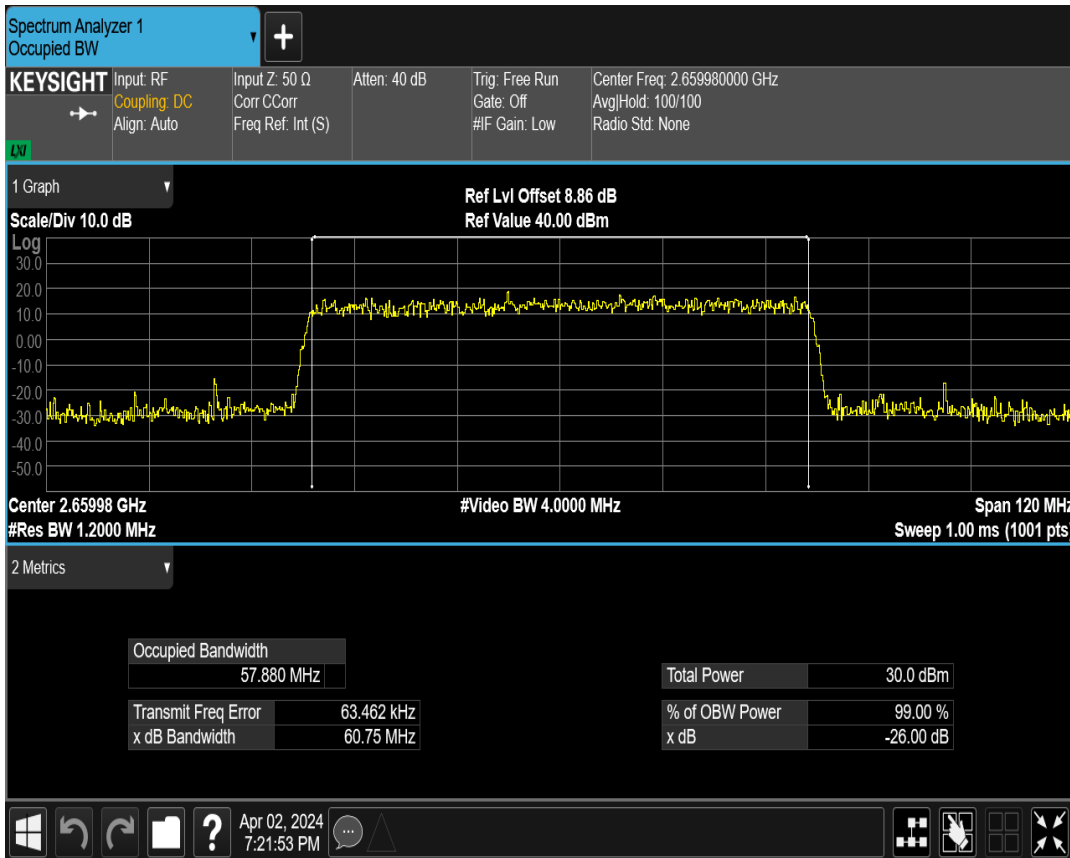 Spectrum Analyzer 1
Occupied BW
KEYSIGHT
Input: RF
Coupling: DC
Align: Auto
Input Z: 50 Ω
Corr CCorr
Freq Ref: Int (S)
Atten: 40 dB
Trig: Free Run
Gate: Off
#IF Gain: Low
Center Freq: 2.659980000 GHz
Avg|Hold: 100/100
Radio Std: None
LXI
1 Graph
Scale/Div 10.0 dB
Ref Lvl Offset 8.86 dB
Ref Value 40.00 dBm
Log
30.0
20.0
10.0
0.00
-10.0
-20.0
-30.0
-40.0
-50.0
Center 2.65998 GHz
#Video BW 4.0000 MHz
Span 120 MHz
#Res BW 1.2000 MHz
Sweep 1.00 ms (1001 pts)
2 Metrics
Occupied Bandwidth
57.880 MHz
Total Power 30.0 dBm
Transmit Freq Error 63.462 kHz
% of OBW Power 99.00 %
x dB Bandwidth 60.75 MHz
x dB -26.00 dB
?
Apr 02, 2024
7:21:53 PM